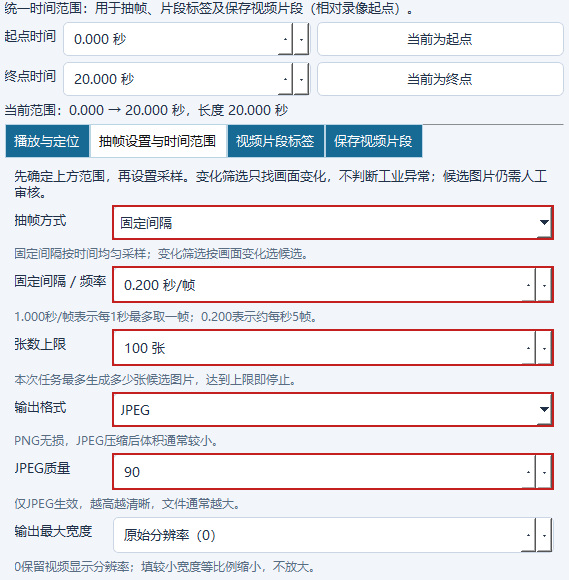 统一时间范围：用于抽帧、片段标签及保存视频片段（相对录像起点）。
起点时间 0.000 秒 当前为起点
终点时间 20.000 秒 当前为终点
当前范围：0.000 → 20.000 秒，长度 20.000 秒
播放与定位 抽帧设置与时间范围 视频片段标签 保存视频片段
先确定上方范围，再设置采样。变化筛选只找画面变化，不判断工业异常；候选图片仍需人工
审核。
抽帧方式 固定间隔
固定间隔按时间均匀采样；变化筛选按画面变化选候选。
固定间隔 / 频率 0.200 秒/帧
1.000秒/帧表示每1秒最多取一帧；0.200表示约每秒5帧。
张数上限 100 张
本次任务最多生成多少张候选图片，达到上限即停止。
输出格式 JPEG
PNG无损，JPEG压缩后体积通常较小。
JPEG质量 90
仅JPEG生效，越高越清晰，文件通常越大。
输出最大宽度 原始分辨率（0）
0保留视频显示分辨率；填较小宽度等比例缩小，不放大。